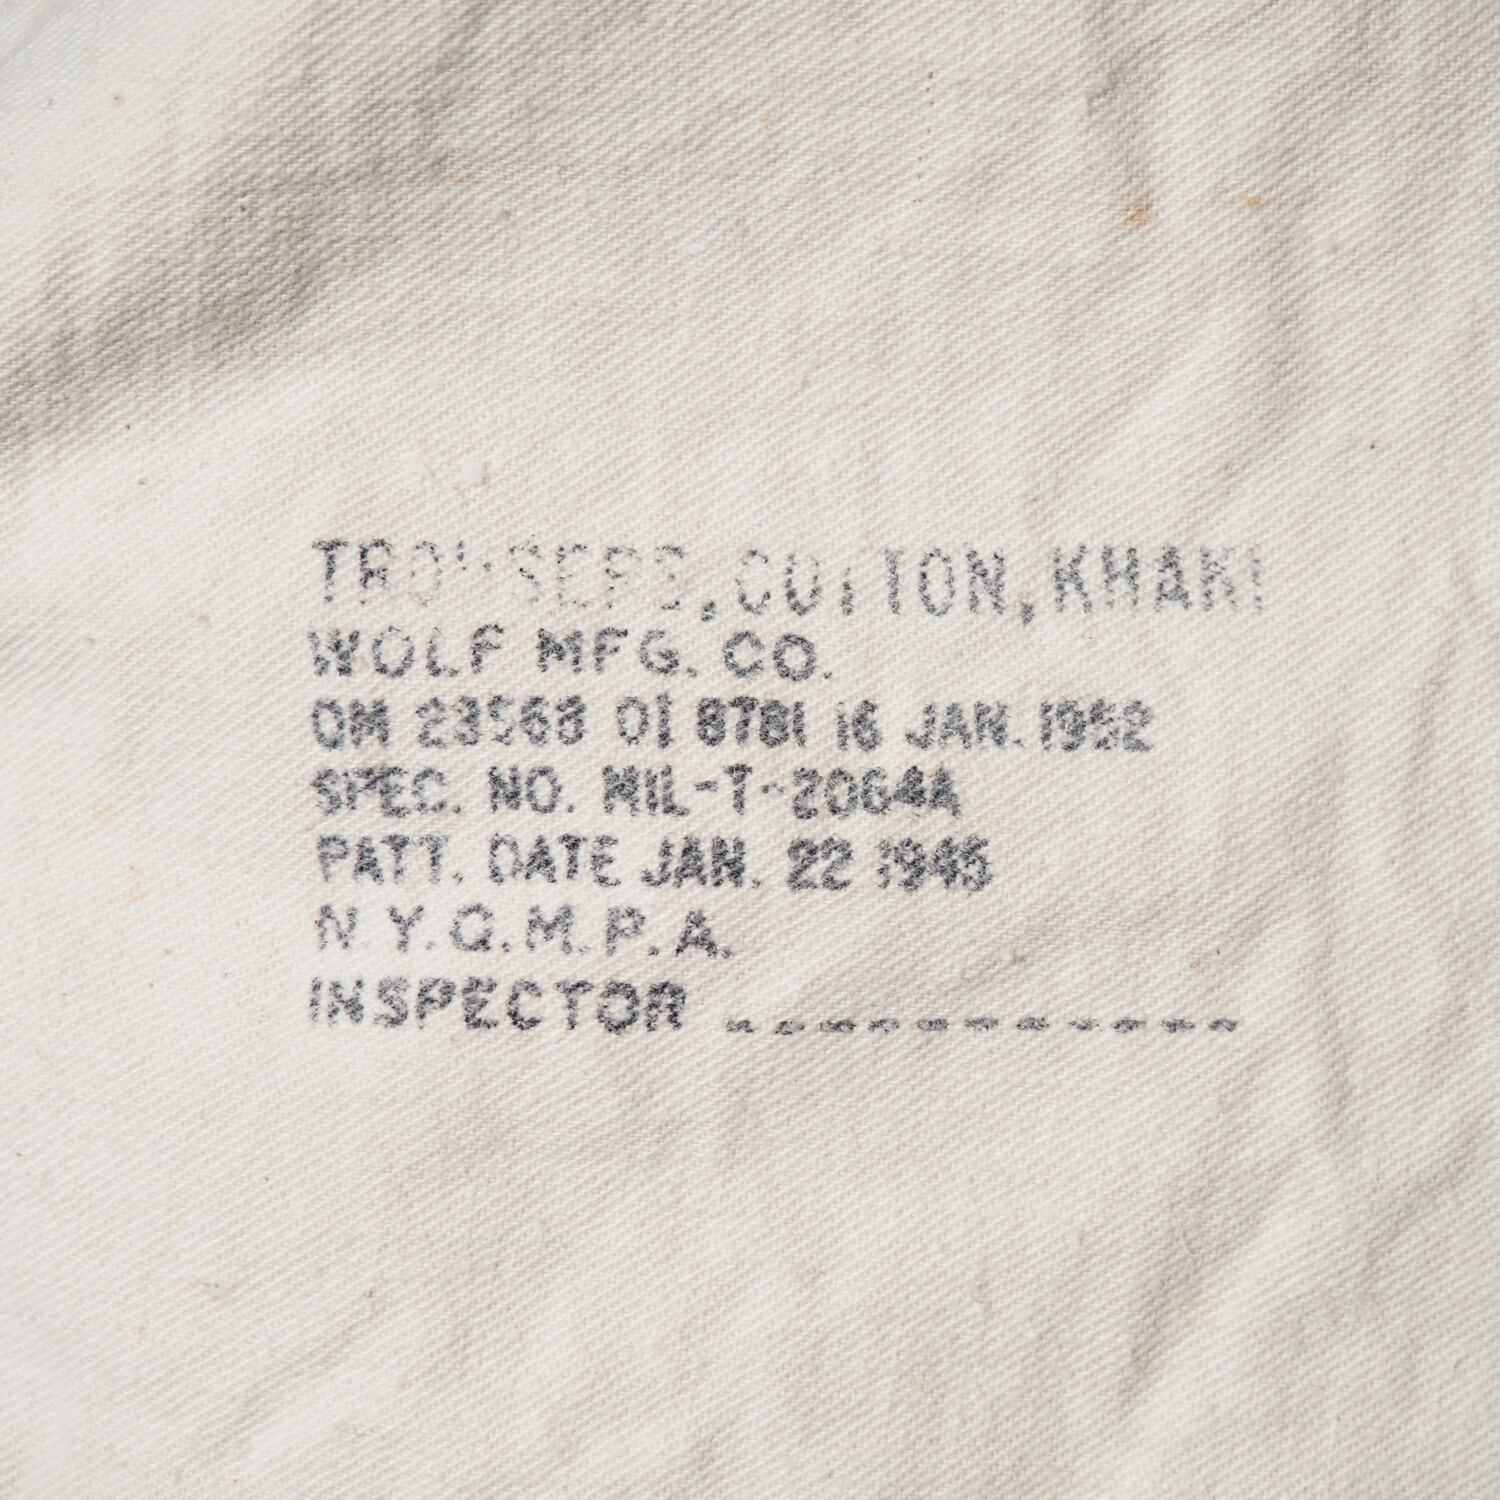 TROUSERS, COTTON, KHAKI
WOLF MFG. CO.
QM 23568 OI 8781 16 JAN. 1952
SPEC. NO. MIL-T-2064A
PATT. DATE JAN. 22 1945
N.Y.Q.M.P.A.
INSPECTOR